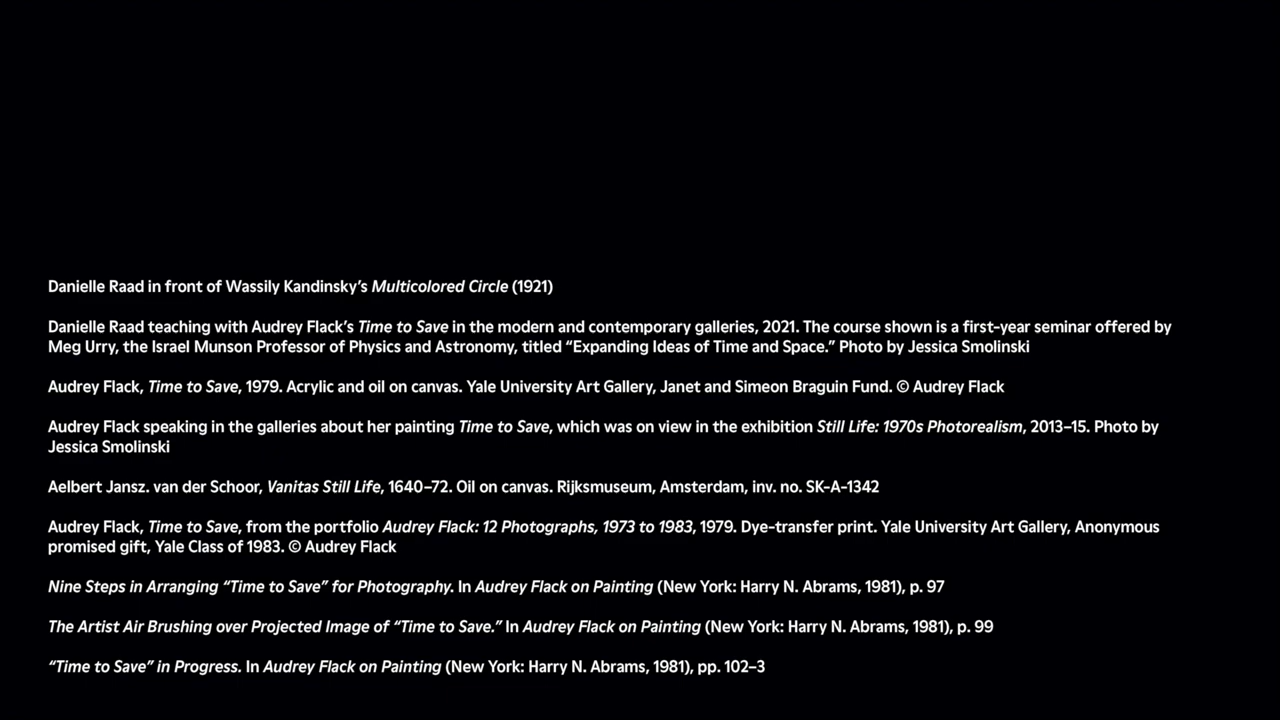 Danielle Raad in front of Wassily Kandinsky’s Multicolored Circle (1921)
Danielle Raad teaching with Audrey Flack’s Time to Save in the modern and contemporary galleries, 2021. The course shown is a first-year seminar offered by
Meg Urry, the Israel Munson Professor of Physics and Astronomy, titled “Expanding Ideas of Time and Space.” Photo by Jessica Smolinski
Audrey Flack, Time to Save, 1979. Acrylic and oil on canvas. Yale University Art Gallery, Janet and Simeon Braguin Fund. © Audrey Flack
Audrey Flack speaking in the galleries about her painting Time to Save, which was on view in the exhibition Still Life: 1970s Photorealism, 2013–15. Photo by
Jessica Smolinski
Aelbert Jansz. van der Schoor, Vanitas Still Life, 1640–72. Oil on canvas. Rijksmuseum, Amsterdam, inv. no. SK-A-1342
Audrey Flack, Time to Save, from the portfolio Audrey Flack: 12 Photographs, 1973 to 1983, 1979. Dye-transfer print. Yale University Art Gallery, Anonymous
promised gift, Yale Class of 1983. © Audrey Flack
Nine Steps in Arranging “Time to Save” for Photography. In Audrey Flack on Painting (New York: Harry N. Abrams, 1981), p. 97
The Artist Air Brushing over Projected Image of “Time to Save.” In Audrey Flack on Painting (New York: Harry N. Abrams, 1981), p. 99
“Time to Save” in Progress. In Audrey Flack on Painting (New York: Harry N. Abrams, 1981), pp. 102–3